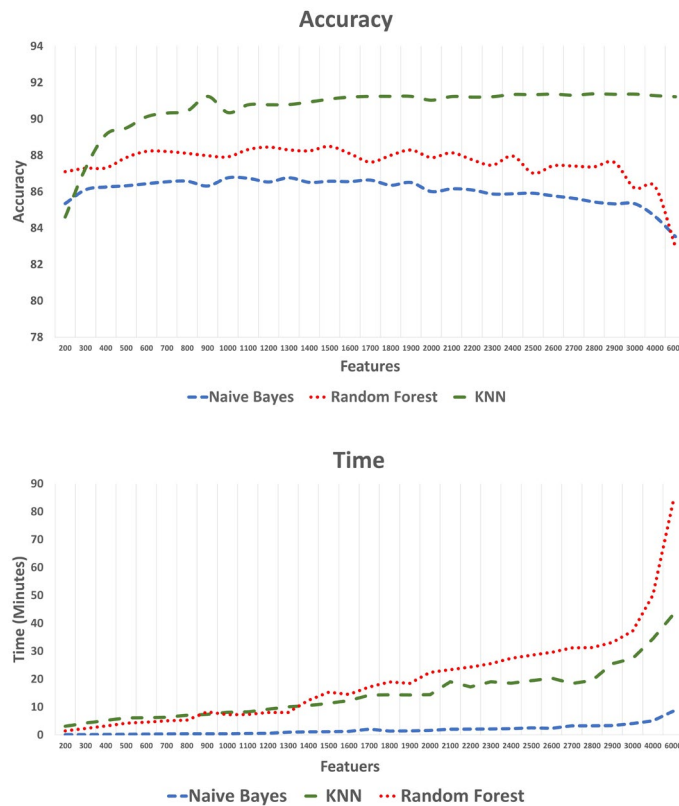 Accuracy
94
92
90
88
86
84
82
80
78
Accuracy
200 300 400 500 600 700 800 900 1000 1100 1200 1300 1400 1500 1600 1700 1800 1900 2000 2100 2200 2300 2400 2500 2600 2700 2800 2900 3000 4000 6000
Features
Naive Bayes Random Forest KNN
Time
90
80
70
60
50
40
30
20
10
0
Time (Minutes)
200 300 400 500 600 700 800 900 1000 1100 1200 1300 1400 1500 1600 1700 1800 1900 2000 2100 2200 2300 2400 2500 2600 2700 2800 2900 3000 4000 6000
Featuers
Naive Bayes KNN Random Forest